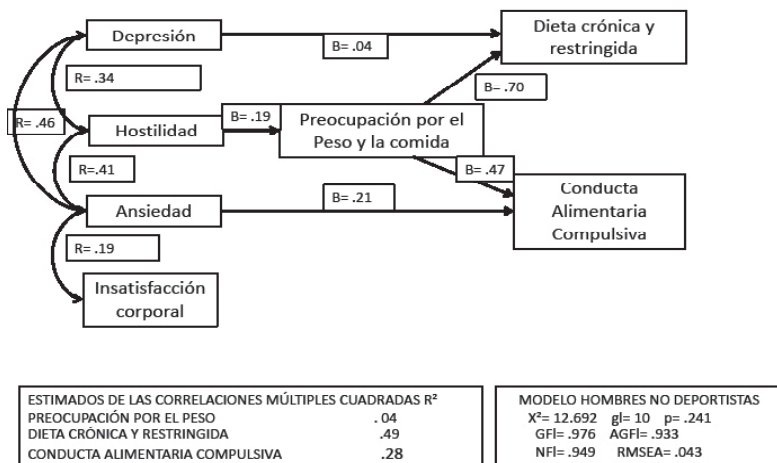 Depresión
B= .04
Dieta crónica y
restringida
R= .34
B= .70
R= .46
Hostilidad
B= .19
Preocupación por el
Peso y la comida
R=.41
B= .47
Ansiedad
B= .21
Conducta
Alimentaria
Compulsiva
R= .19
Insatisfacción
corporal
ESTIMADOS DE LAS CORRELACIONES MÚLTIPLES CUADRADAS R²
PREOCUPACIÓN POR EL PESO .04
DIETA CRÓNICA Y RESTRINGIDA .49
CONDUCTA ALIMENTARIA COMPULSIVA .28
MODELO HOMBRES NO DEPORTISTAS
X²= 12.692 gl= 10 p= .241
GFI= .976 AGFI= .933
NFI= .949 RMSEA= .043